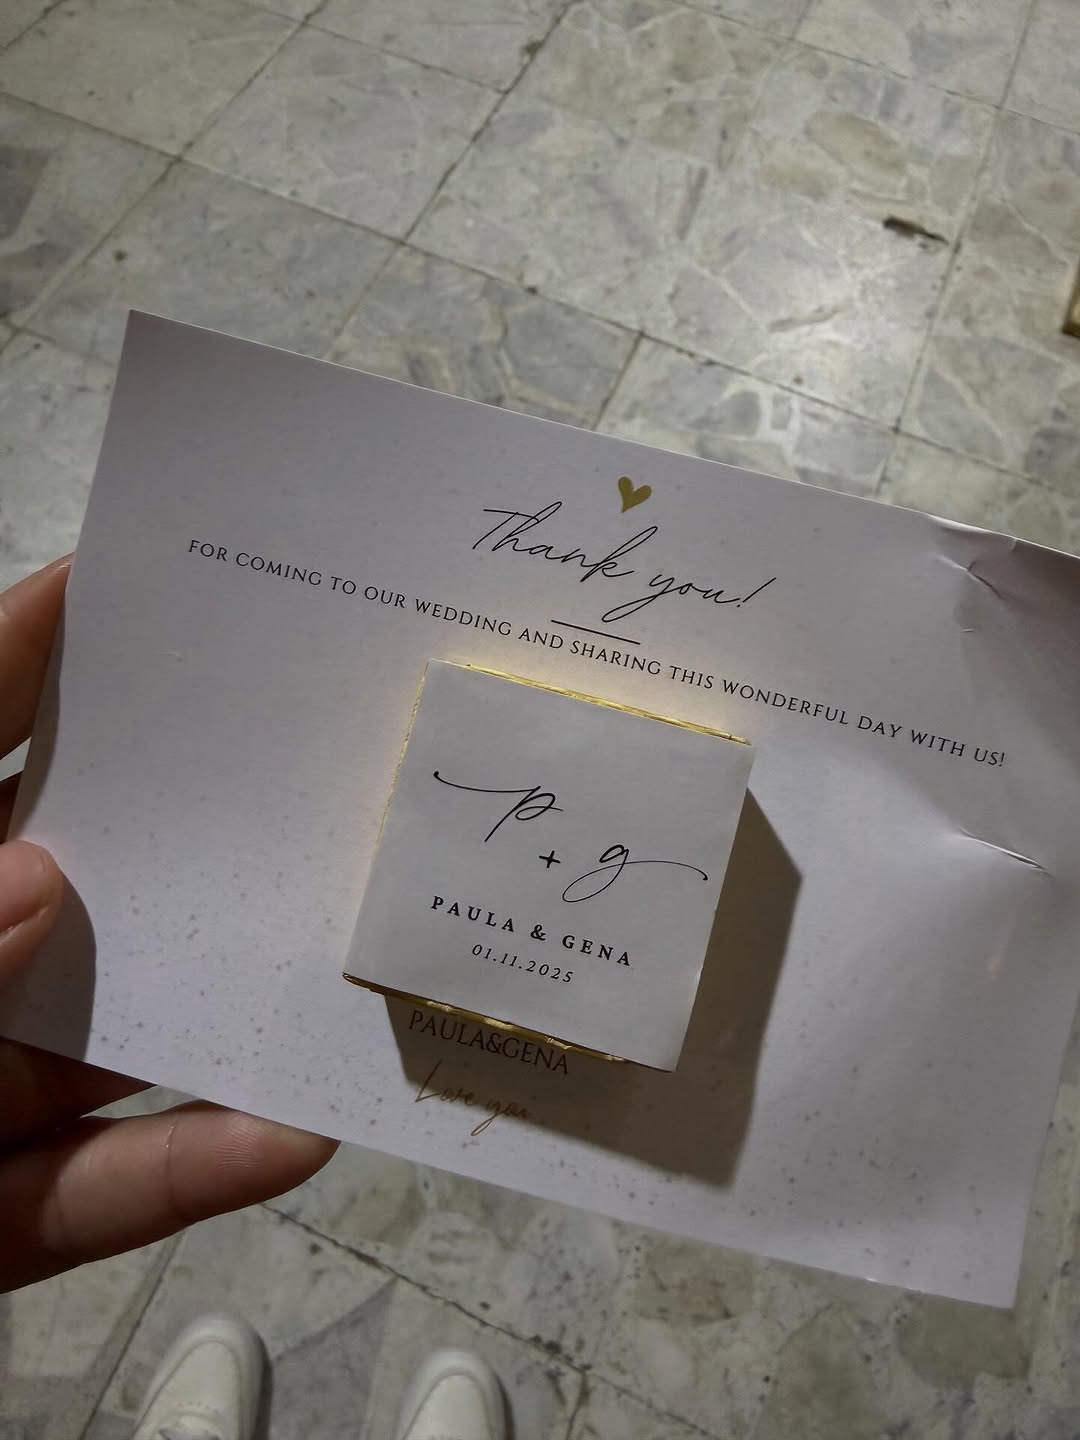 Thank you!
FOR COMING TO OUR WEDDING AND SHARING THIS WONDERFUL DAY WITH US!
p
+ g
PAULA & GENA
01.11.2025
PAULA&GENA
Love you